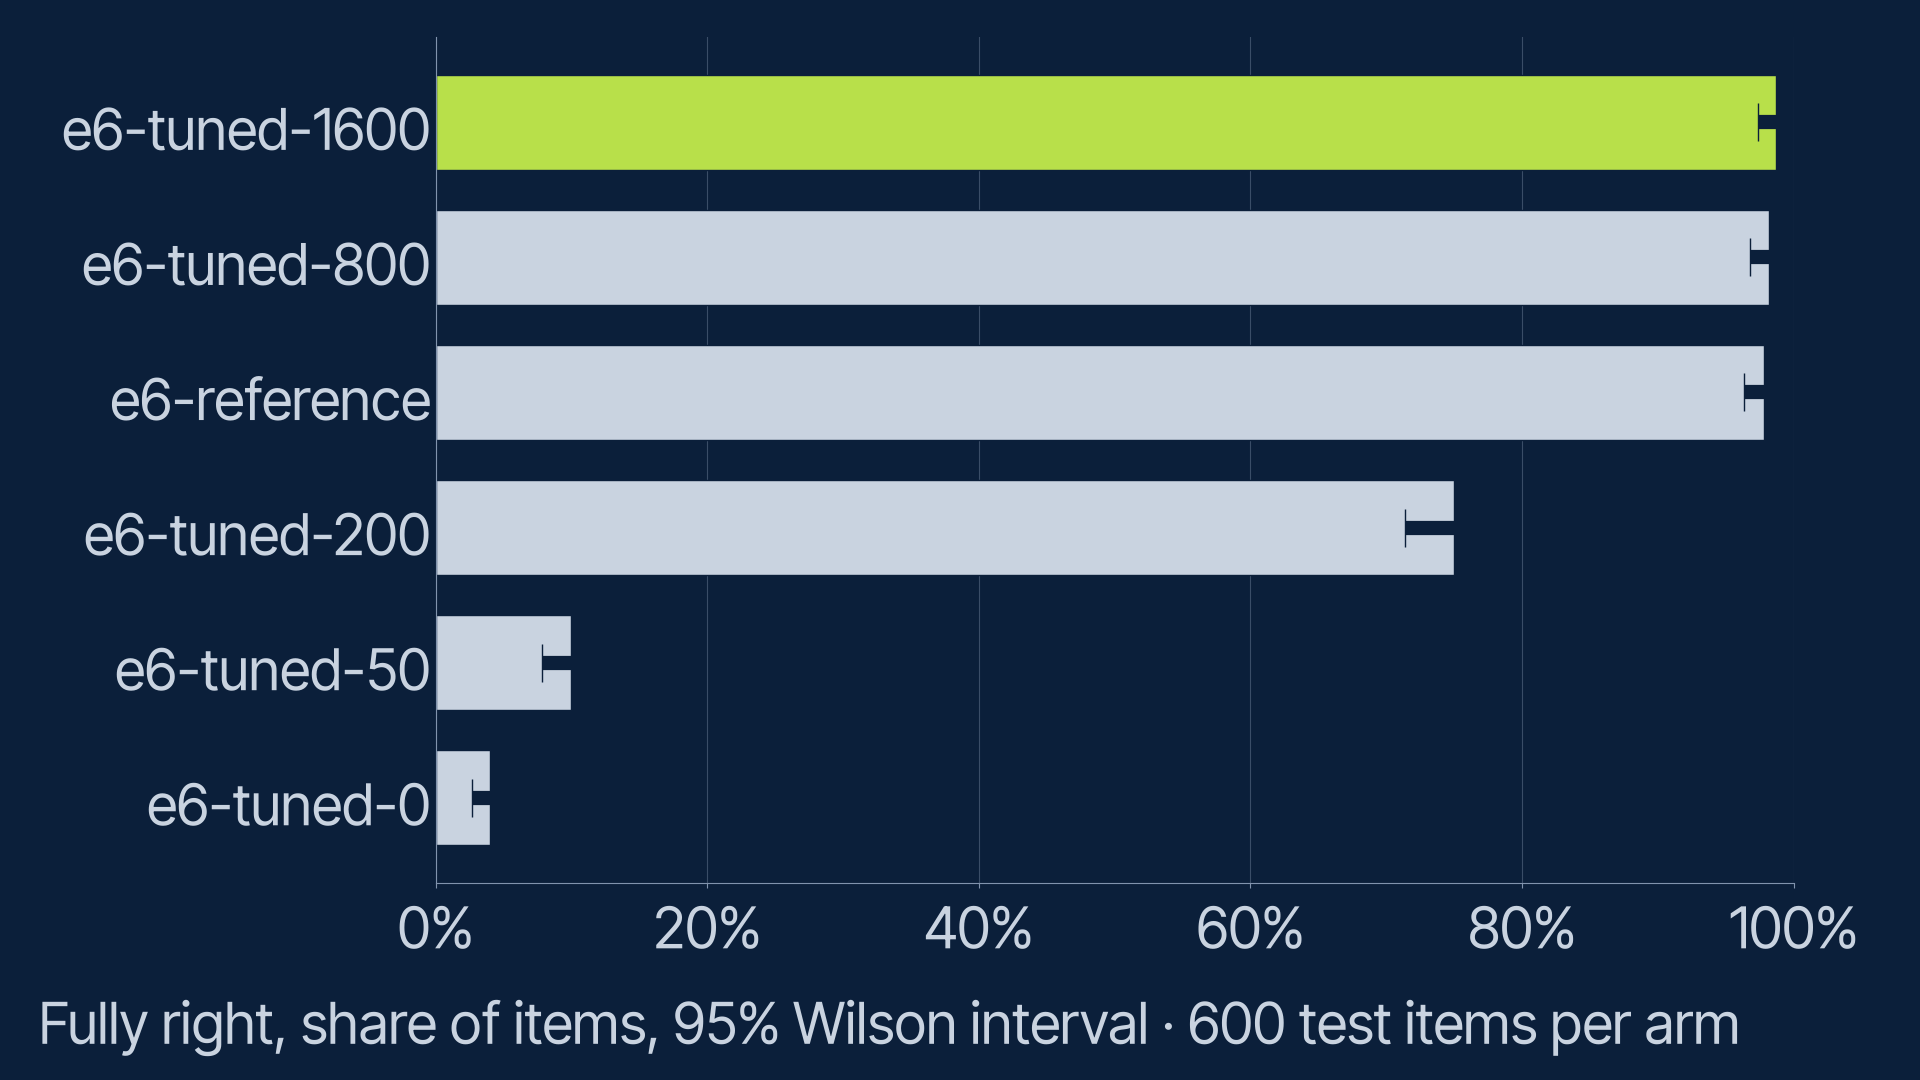 e6-tuned-1600
e6-tuned-800
e6-reference
e6-tuned-200
e6-tuned-50
e6-tuned-0
0% 20% 40% 60% 80% 100%
Fully right, share of items, 95% Wilson interval · 600 test items per arm